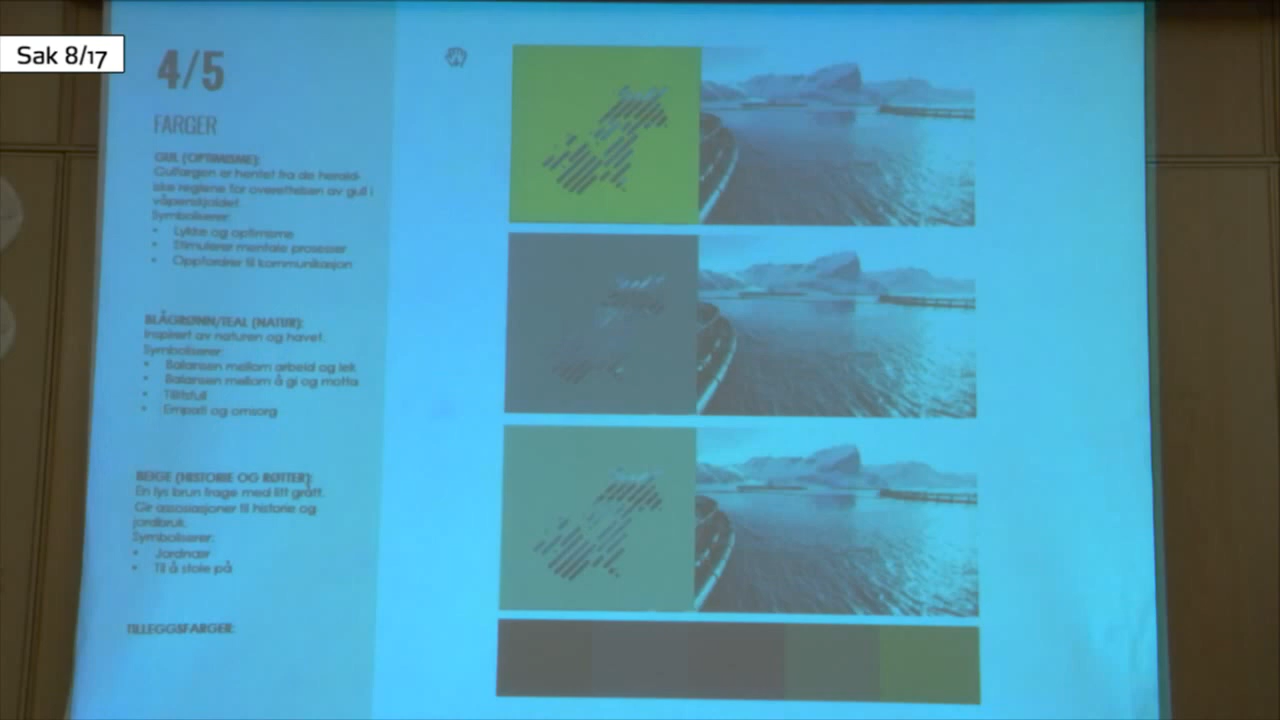 Sak 8/17
4/5
FARGER
GUL (OPTIMISME):
Gulfargen er hentet fra de herald-
iske reglene for oversettelsen av gull i
våpenskjoldet.
Symboliserer:
• Lykke og optimisme
• Stimulerer mentale prosesser
• Oppfordrer til kommunikasjon
BLÅGRØNN/TEAL (NATUR):
Inspirert av naturen og havet.
Symboliserer:
• Balansen mellom arbeid og lek
• Balansen mellom å gi og motta
• Tillitsfull
• Empati og omsorg
BEIGE (HISTORIE OG RØTTER):
En lys brun frage med litt grått.
Gir assosiasjoner til historie og
jordbruk.
Symboliserer:
• Jordnær
• Til å stole på
TILLEGGSFARGER: